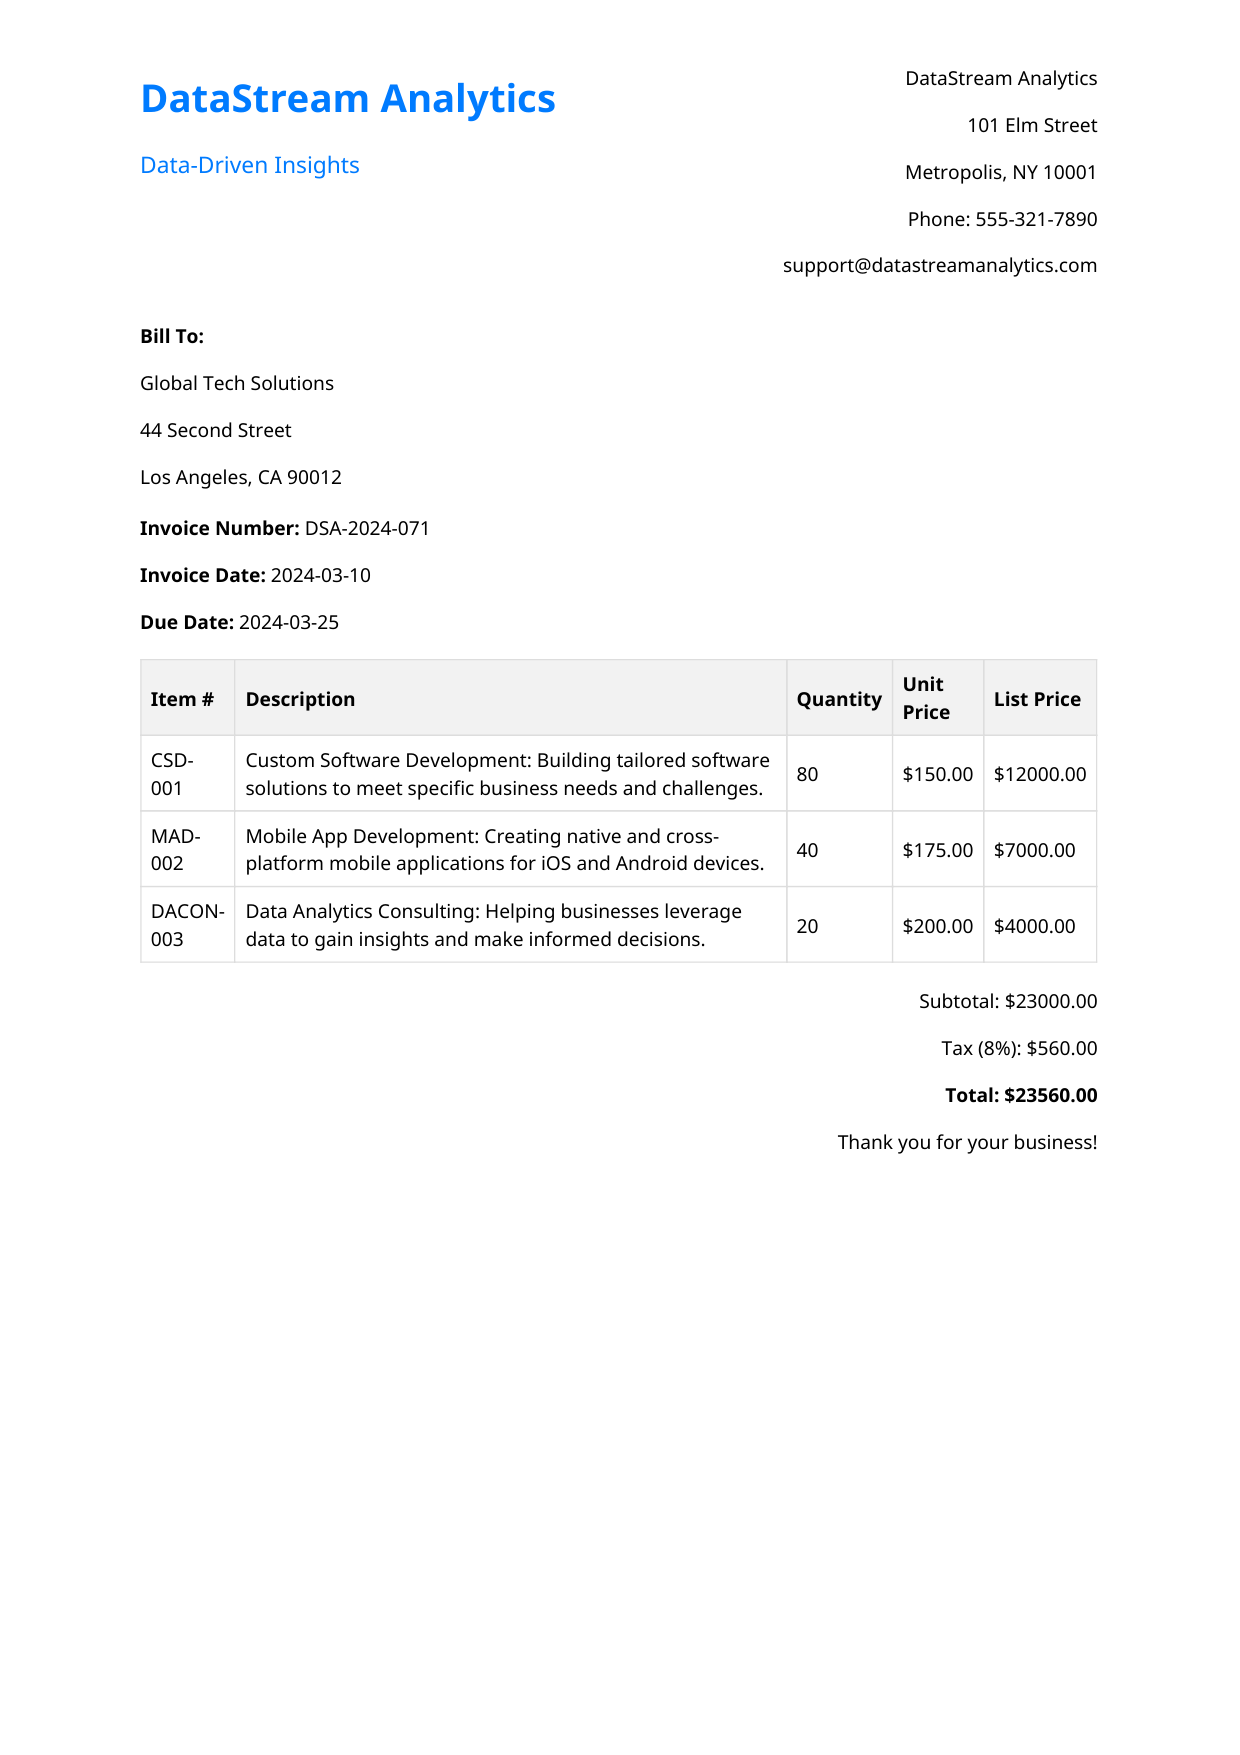 DataStream Analytics
Data-Driven Insights
DataStream Analytics
101 Elm Street
Metropolis, NY 10001
Phone: 555-321-7890
support@datastreamanalytics.com
Bill To:
Global Tech Solutions
44 Second Street
Los Angeles, CA 90012
Invoice Number: DSA-2024-071
Invoice Date: 2024-03-10
Due Date: 2024-03-25
Item # Description Quantity Unit Price List Price
CSD-001 Custom Software Development: Building tailored software solutions to meet specific business needs and challenges. 80 $150.00 $12000.00
MAD-002 Mobile App Development: Creating native and cross-platform mobile applications for iOS and Android devices. 40 $175.00 $7000.00
DACON-003 Data Analytics Consulting: Helping businesses leverage data to gain insights and make informed decisions. 20 $200.00 $4000.00
Subtotal: $23000.00
Tax (8%): $560.00
Total: $23560.00
Thank you for your business!